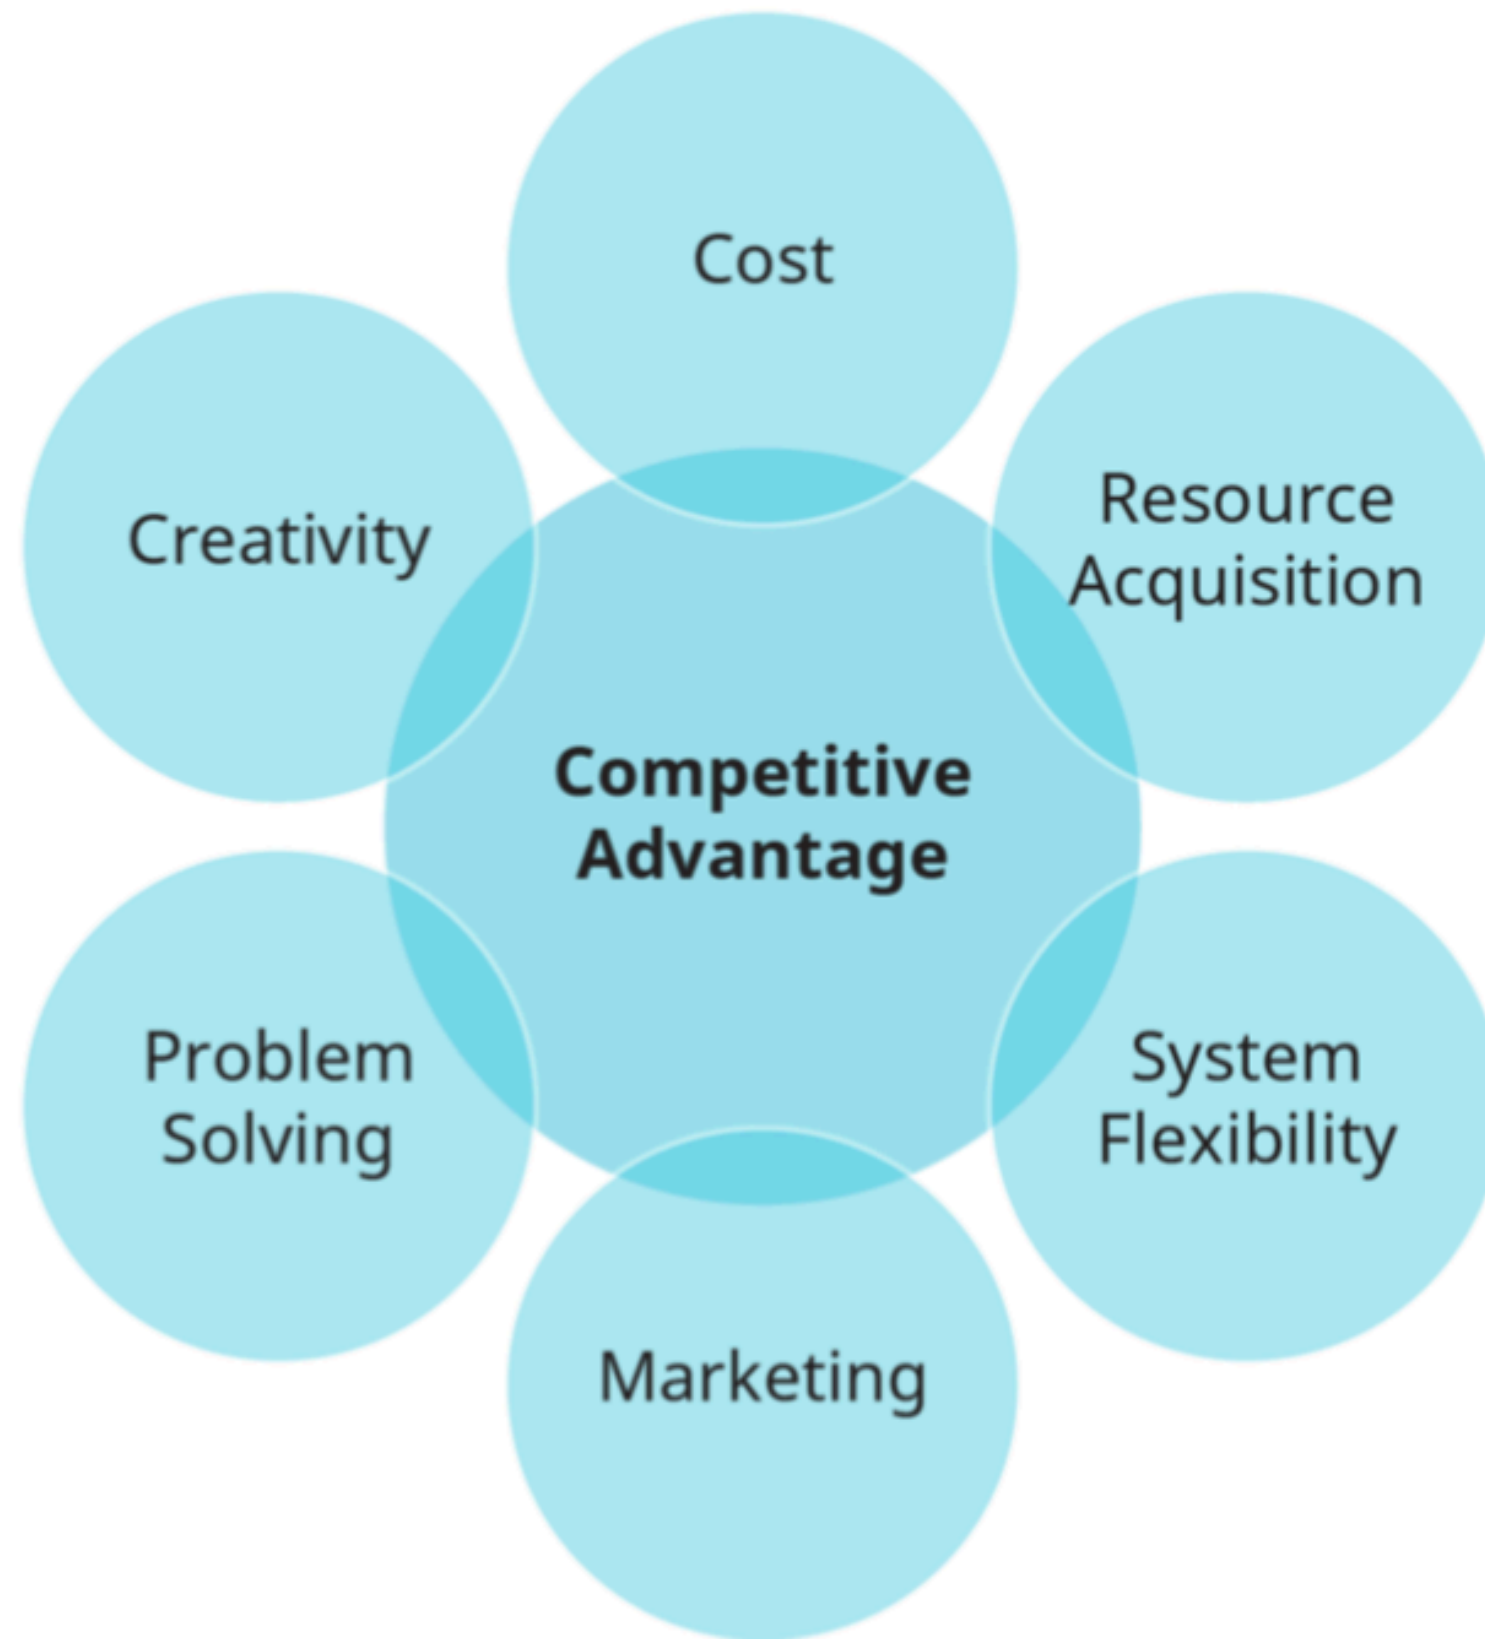 Cost
Resource
Acquisition
System
Flexibility
Marketing
Problem
Solving
Creativity
Competitive
Advantage